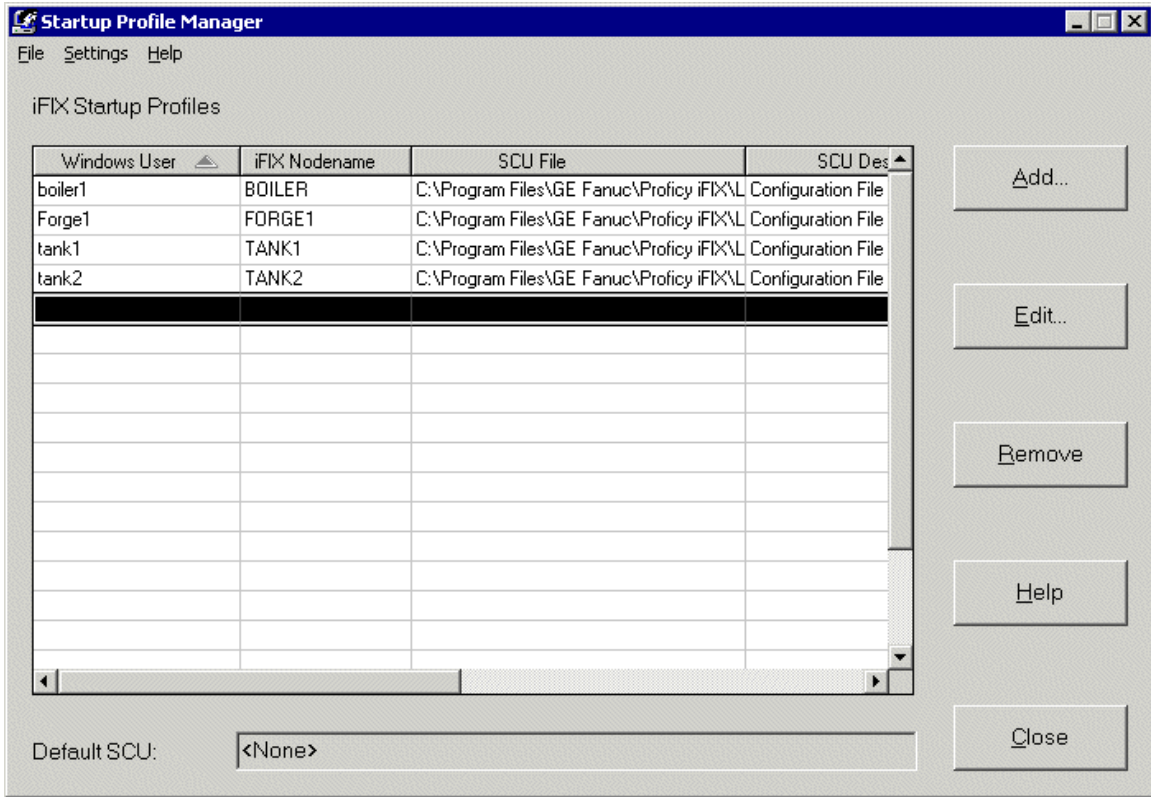 Startup Profile Manager
File Settings Help
iFIX Startup Profiles
Windows User iFIX Nodename SCU File SCU Des
boiler1 BOILER C:\Program Files\GE Fanuc\Proficy iFIX\L Configuration File
Forge1 FORGE1 C:\Program Files\GE Fanuc\Proficy iFIX\L Configuration File
tank1 TANK1 C:\Program Files\GE Fanuc\Proficy iFIX\L Configuration File
tank2 TANK2 C:\Program Files\GE Fanuc\Proficy iFIX\L Configuration File
Add...
Edit...
Remove
Help
Close
Default SCU: <None>